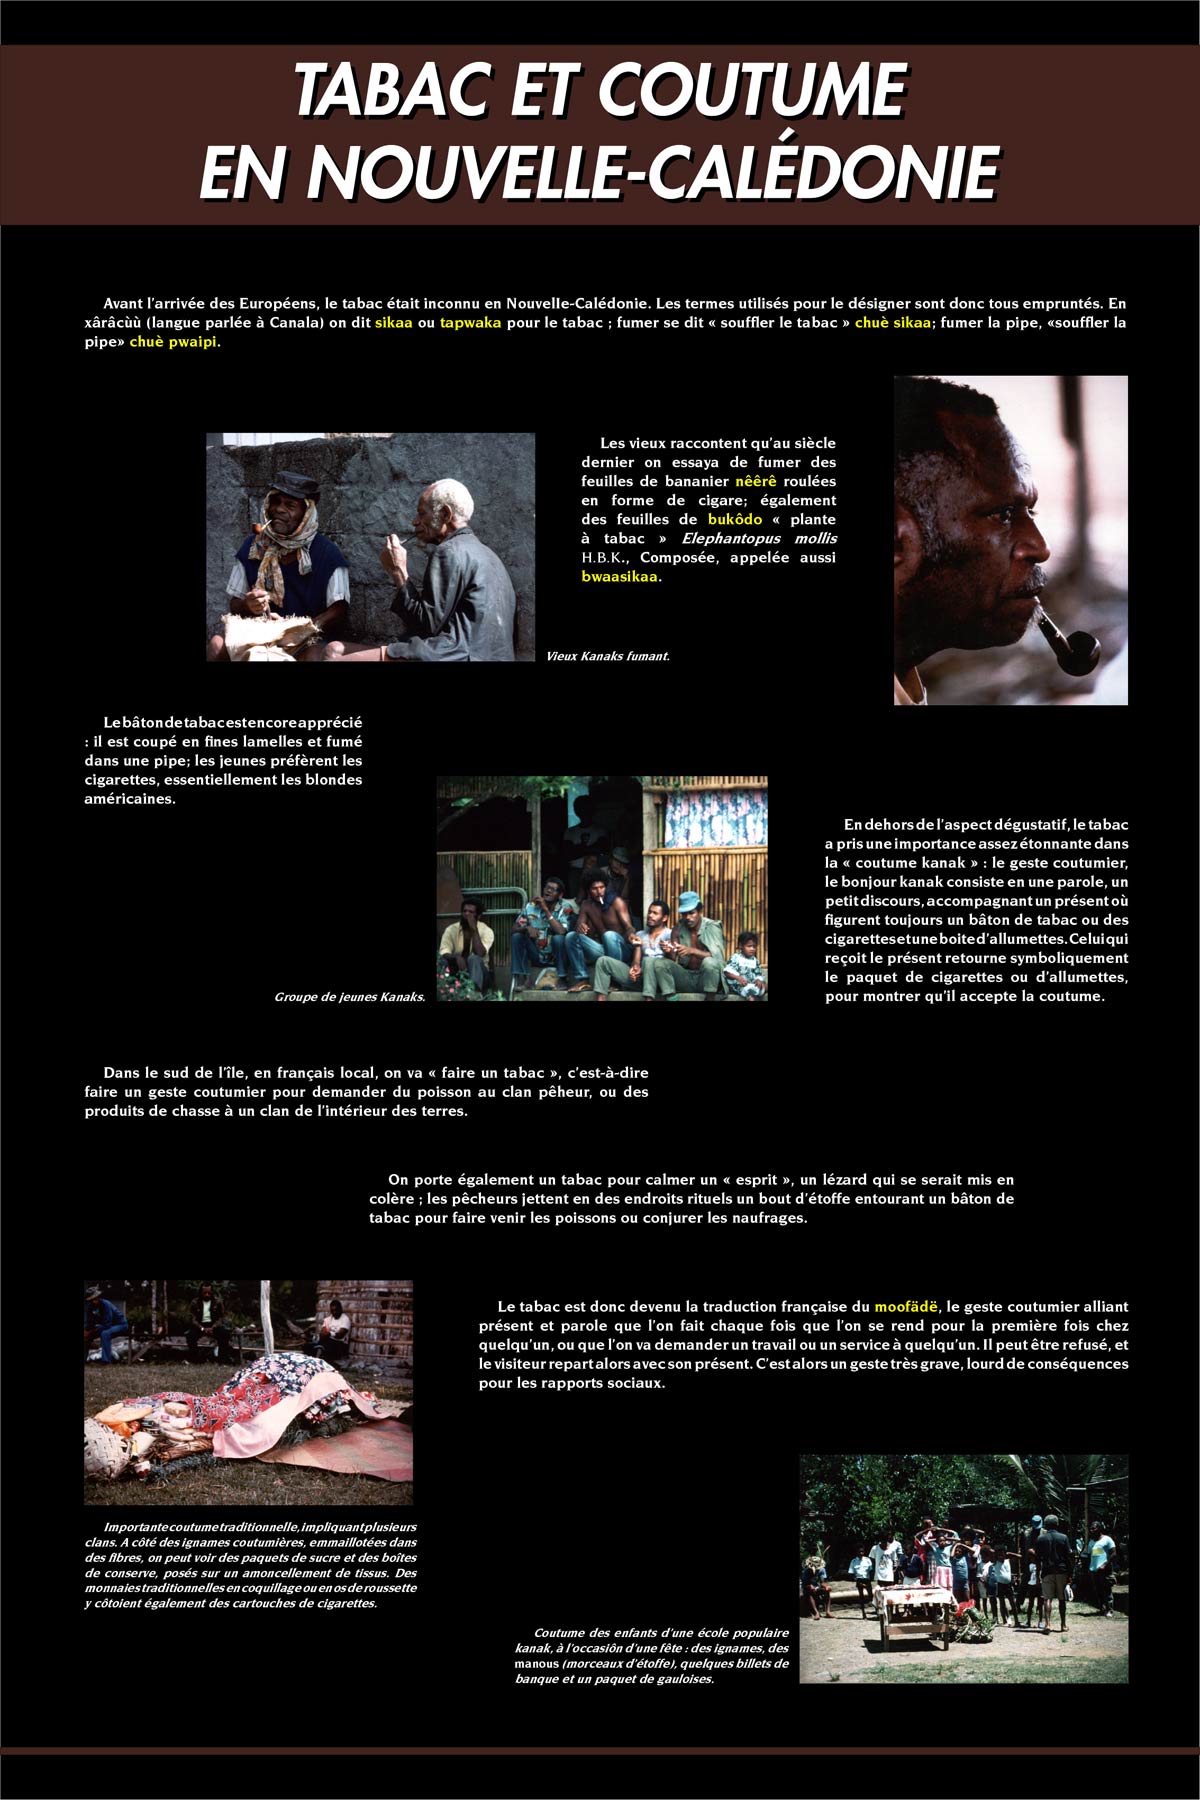 TABAC ET COUTUME
EN NOUVELLE-CALÉDONIE
Avant l'arrivée des Européens, le tabac était inconnu en Nouvelle-Calédonie. Les termes utilisés pour le désigner sont donc tous empruntés. En
xârâcùù (langue parlée à Canala) on dit sikaa ou tapwaka pour le tabac ; fumer se dit « souffler le tabac » chuè sikaa; fumer la pipe, «souffler la
pipe» chuè pwaipi.
Les vieux raccontent qu'au siècle
dernier on essaya de fumer des
feuilles de bananier nêêrê roulées
en forme de cigare; également
des feuilles de bukôdo « plante
à tabac » Elephantopus mollis
H.B.K., Composée, appelée aussi
bwaasikaa.
Vieux Kanaks fumant.
Le bâton de tabac est encore apprécié
: il est coupé en fines lamelles et fumé
dans une pipe; les jeunes préfèrent les
cigarettes, essentiellement les blondes
américaines.
Groupe de jeunes Kanaks.
En dehors de l'aspect dégustatif, le tabac
a pris une importance assez étonnante dans
la « coutume kanak » : le geste coutumier,
le bonjour kanak consiste en une parole, un
petit discours, accompagnant un présent où
figurent toujours un bâton de tabac ou des
cigarettes et une boite d'allumettes. Celui qui
reçoit le présent retourne symboliquement
le paquet de cigarettes ou d'allumettes,
pour montrer qu'il accepte la coutume.
Dans le sud de l'île, en français local, on va « faire un tabac », c'est-à-dire
faire un geste coutumier pour demander du poisson au clan pêheur, ou des
produits de chasse à un clan de l'intérieur des terres.
On porte également un tabac pour calmer un « esprit », un lézard qui se serait mis en
colère ; les pêcheurs jettent en des endroits rituels un bout d'étoffe entourant un bâton de
tabac pour faire venir les poissons ou conjurer les naufrages.
Le tabac est donc devenu la traduction française du moofädë, le geste coutumier alliant
présent et parole que l'on fait chaque fois que l'on se rend pour la première fois chez
quelqu'un, ou que l'on va demander un travail ou un service à quelqu'un. Il peut être refusé, et
le visiteur repart alors avec son présent. C'est alors un geste très grave, lourd de conséquences
pour les rapports sociaux.
Importante coutume traditionnelle, impliquant plusieurs
clans. A côté des ignames coutumières, emmaillotées dans
des fibres, on peut voir des paquets de sucre et des boîtes
de conserve, posés sur un amoncellement de tissus. Des
monnaies traditionnelles en coquillage ou en os de roussette
y côtoient également des cartouches de cigarettes.
Coutume des enfants d'une école populaire
kanak, à l'occasiôn d'une fête : des ignames, des
manous (morceaux d'étoffe), quelques billets de
banque et un paquet de gauloises.